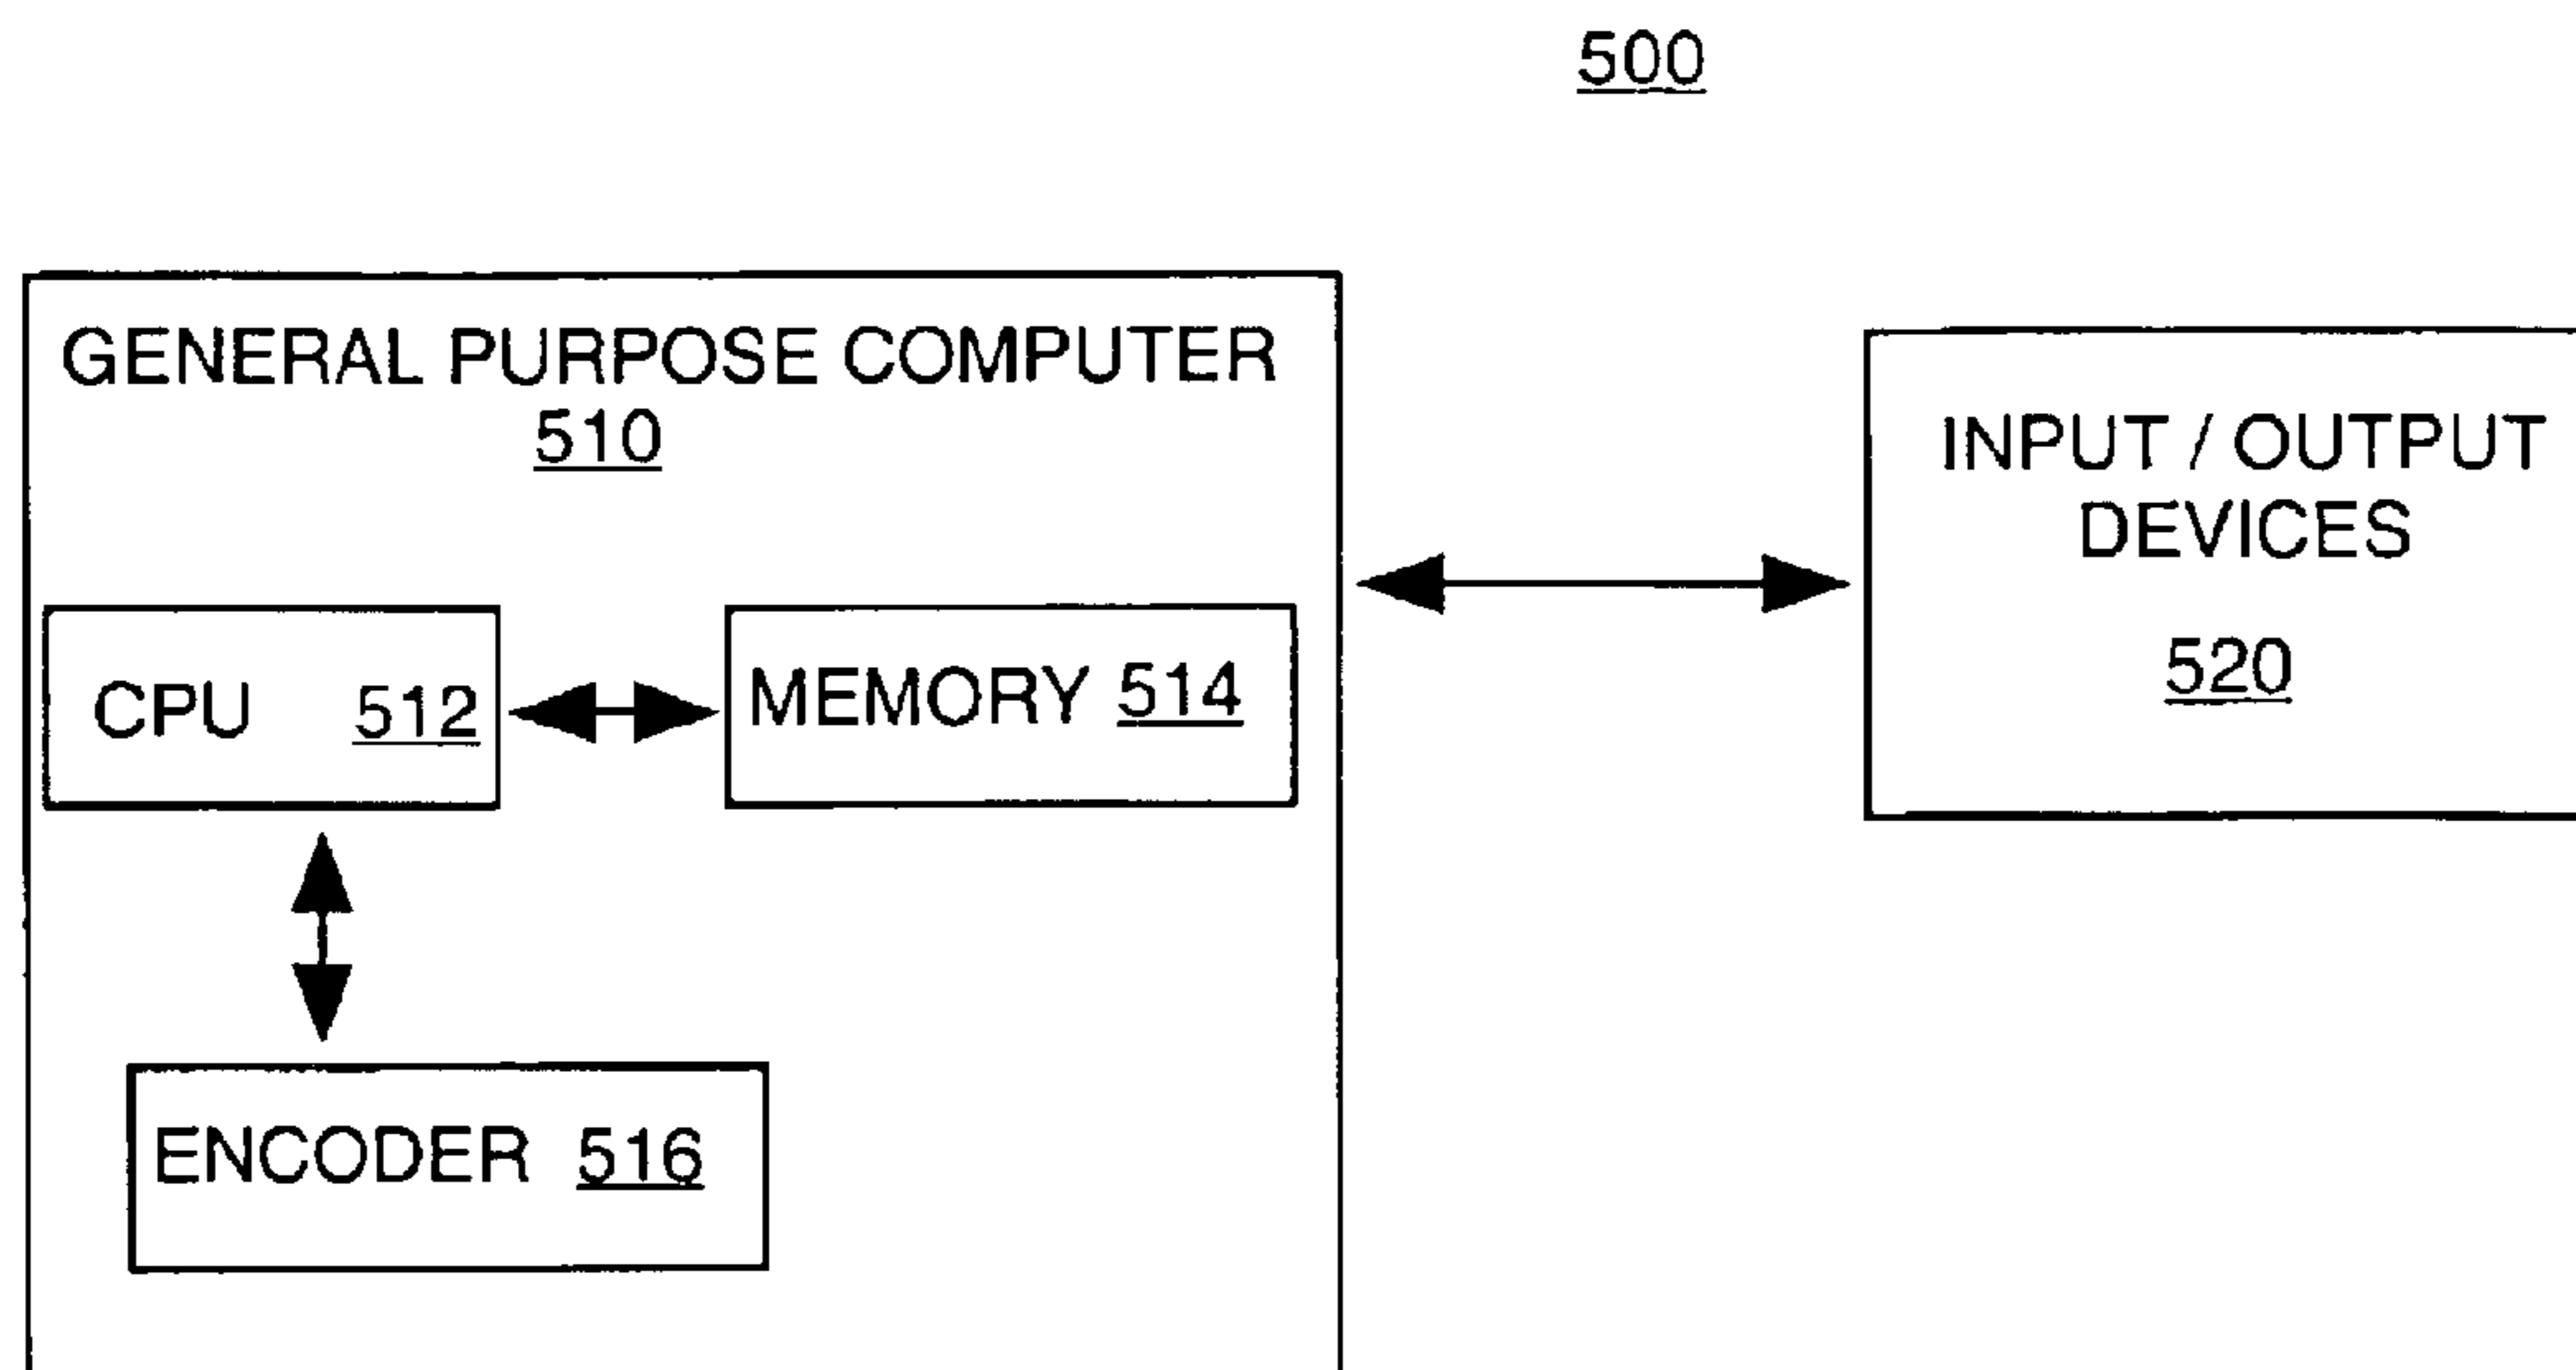 500
GENERAL PURPOSE COMPUTER
510
INPUT / OUTPUT
DEVICES
520
CPU 512
MEMORY 514
ENCODER 516